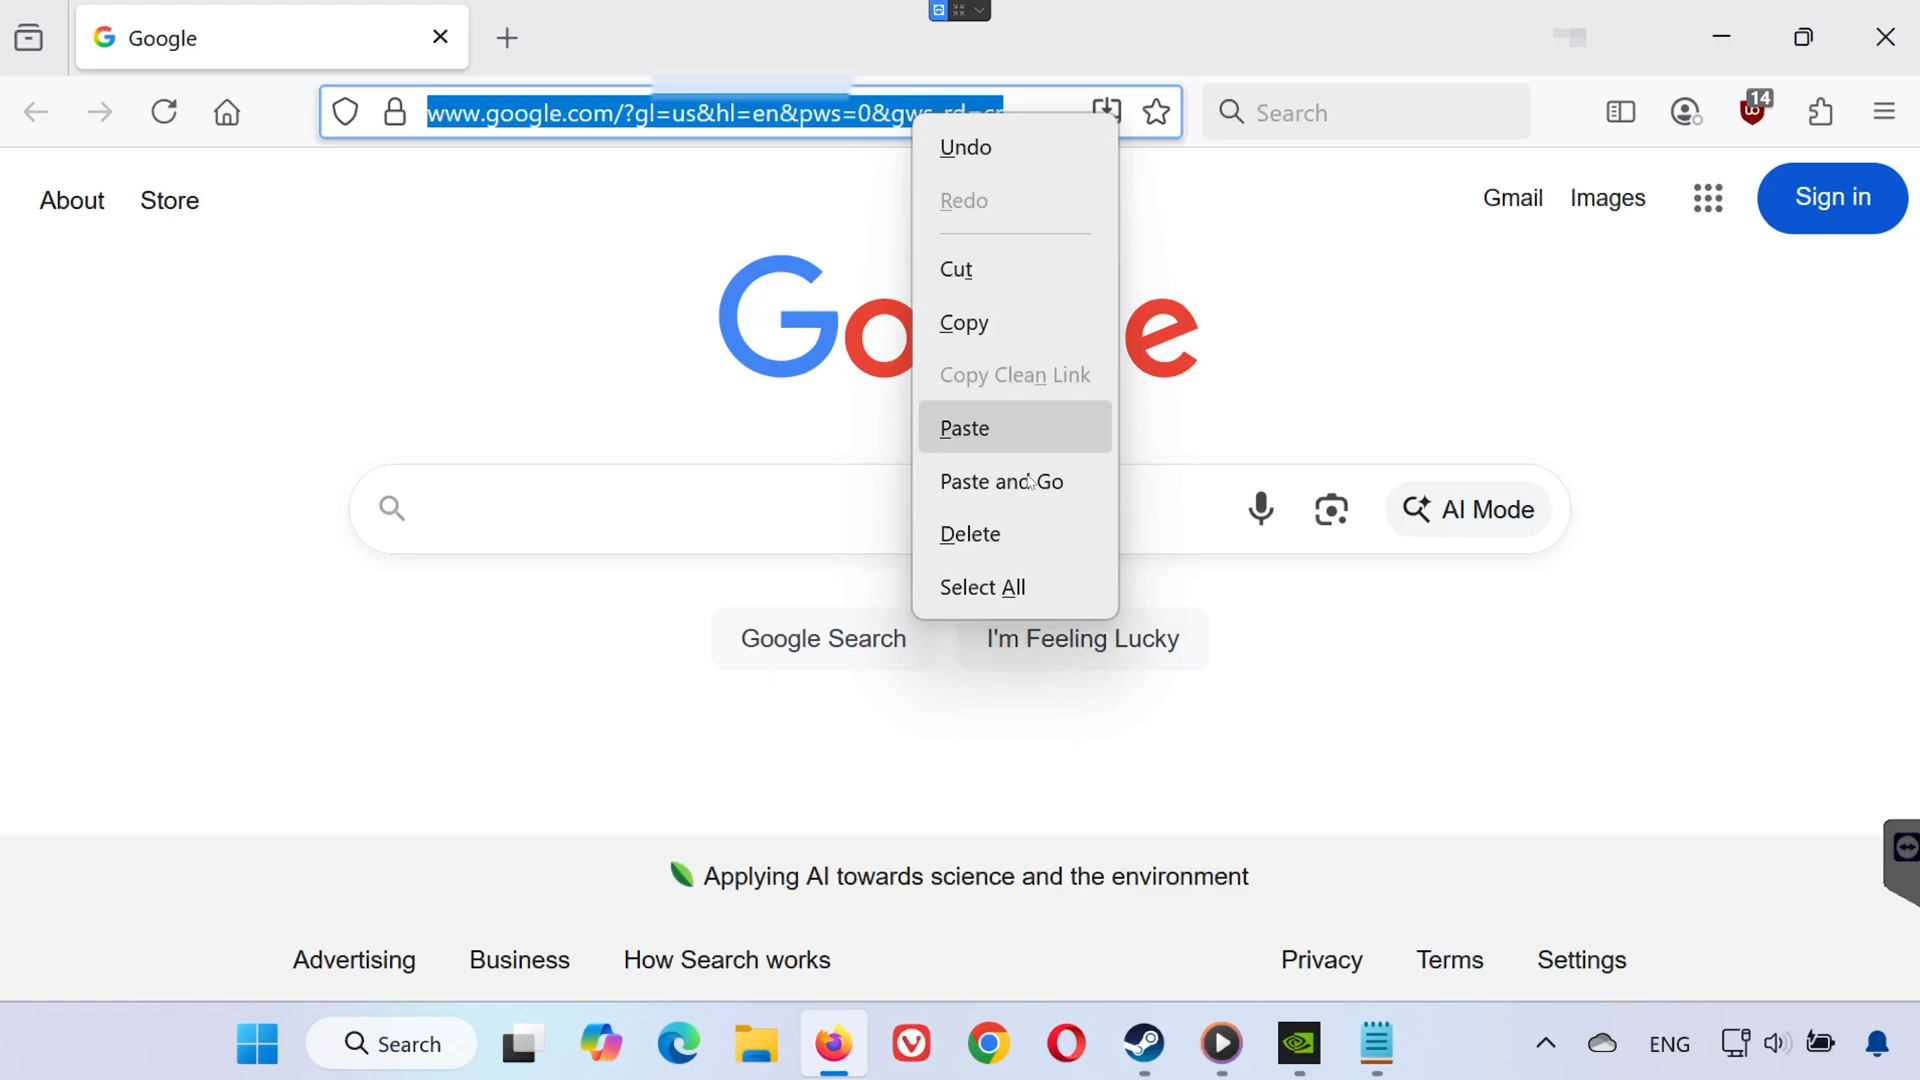 Google
www.google.com/?gl=us&hl=en&pws=0&gws_rd=cr
Search
14
About
Store
Gmail
Images
Sign in
Undo
Redo
Cut
Copy
Copy Clean Link
Paste
Paste and Go
Delete
Select All
AI Mode
Google Search
I'm Feeling Lucky
Applying AI towards science and the environment
Advertising
Business
How Search works
Privacy
Terms
Settings
Search
ENG